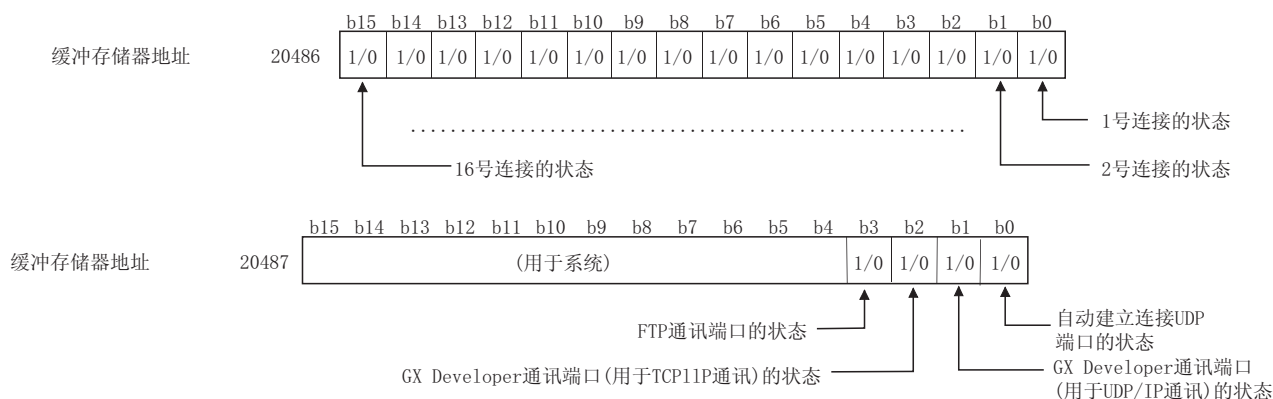 b15 b14 b13 b12 b11 b10 b9 b8 b7 b6 b5 b4 b3 b2 b1 b0
缓冲存储器地址 20486 1/0 1/0 1/0 1/0 1/0 1/0 1/0 1/0 1/0 1/0 1/0 1/0 1/0 1/0 1/0 1/0
1号连接的状态
16号连接的状态
2号连接的状态
b15 b14 b13 b12 b11 b10 b9 b8 b7 b6 b5 b4 b3 b2 b1 b0
缓冲存储器地址 20487 (用于系统) 1/0 1/0 1/0 1/0
FTP通讯端口的状态
自动建立连接UDP
端口的状态
GX Developer通讯端口(用于TCP11P通讯)的状态
GX Developer通讯端口
(用于UDP/IP通讯)的状态